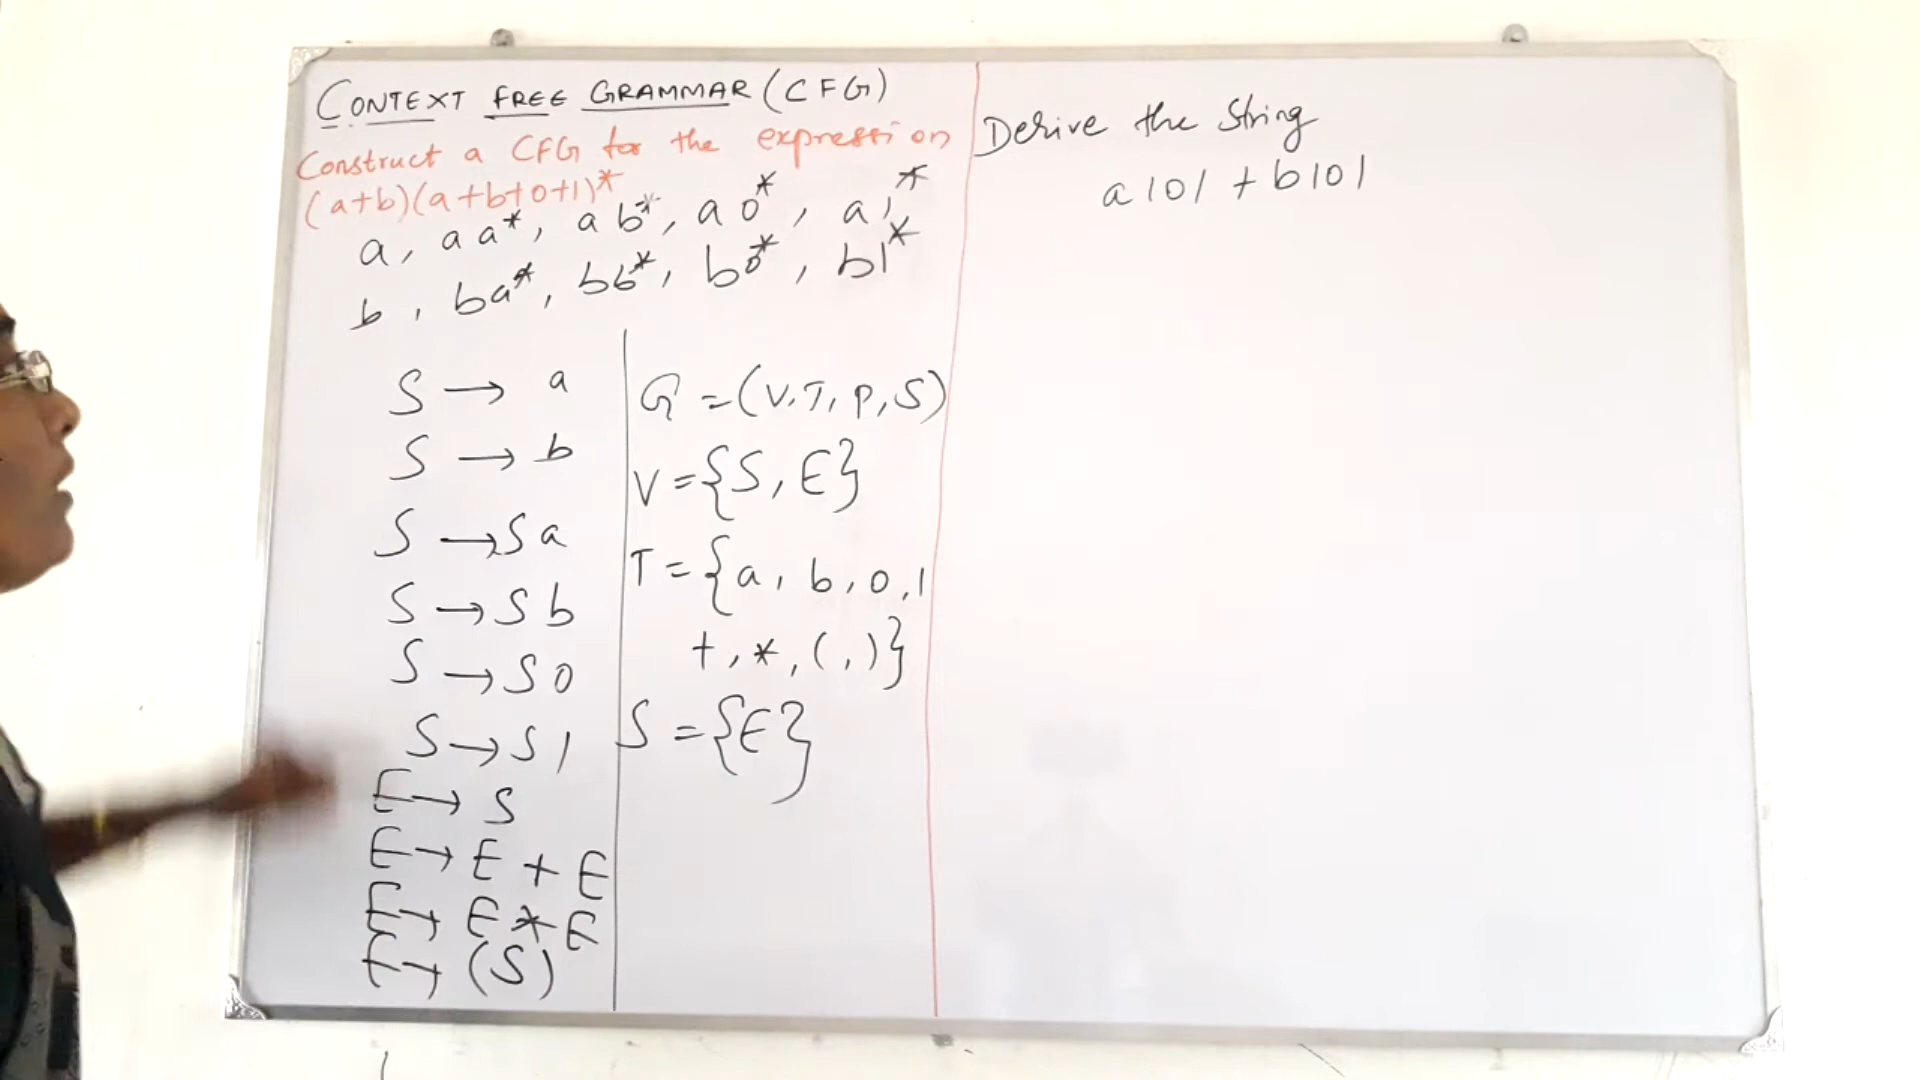 CONTEXT FREE GRAMMAR (CFG)
Construct a CFG for the expression
(a+b)(a+b+0+1)*
a, aa*, ab*, a0*, a1*
b, ba*, bb*, b0*, b1*
S → a
S → b
S → Sa
S → Sb
S → S0
S → S1
E → S
E → E + E
E → E * E
E → (S)
G = (V, T, P, S)
V = {S, E}
T = {a, b, 0, 1
+, *, (, )}
S = {E}
Derive the String
a101 + b101